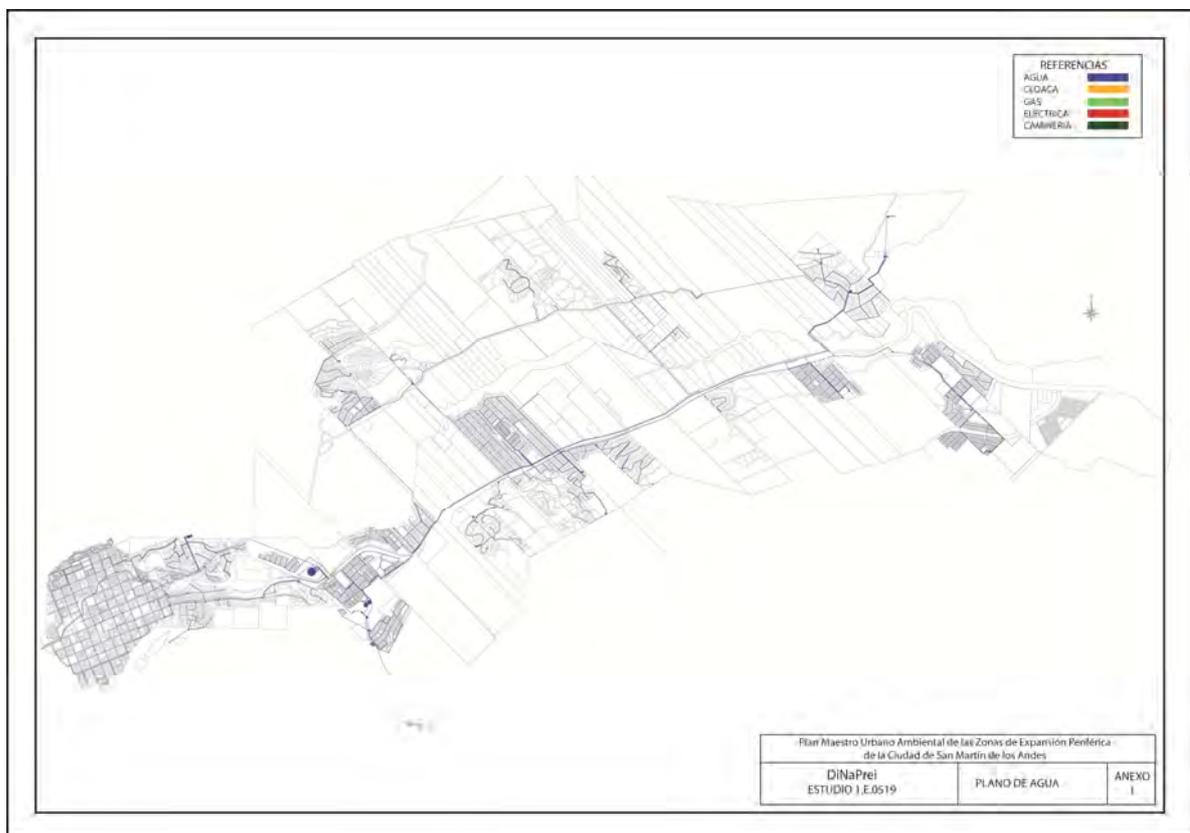 REFERENCIAS
AGUA
CLOACA
GAS
ELECTRICA
CAMINERIA
Plan Maestro Urbano Ambiental de las Zonas de Expansión Periférica
de la Ciudad de San Martín de los Andes
DiNaPrei
ESTUDIO 1.E.0519
PLANO DE AGUA
ANEXO
I